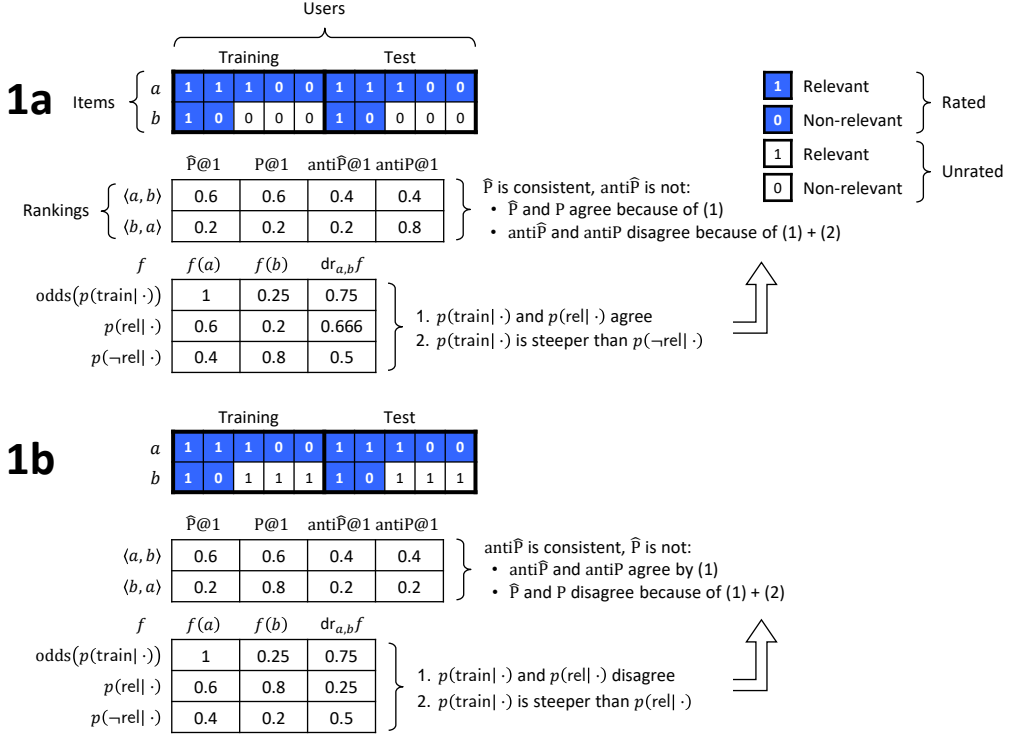 Users
Training Test
1a Items a 1 1 1 0 0 1 1 1 0 0
b 1 0 0 0 0 1 0 0 0 0
1 Relevant
0 Non-relevant
Rated
1 Relevant
0 Non-relevant
Unrated
P̂@1 P@1 antiP̂@1 antiP@1
Rankings ⟨a, b⟩ 0.6 0.6 0.4 0.4
⟨b, a⟩ 0.2 0.2 0.2 0.8
P̂ is consistent, antiP̂ is not:
• P̂ and P agree because of (1)
• antiP̂ and antiP disagree because of (1) + (2)
f f(a) f(b) dr_{a,b}f
odds(p(train| ·)) 1 0.25 0.75
p(rel| ·) 0.6 0.2 0.666
p(¬rel| ·) 0.4 0.8 0.5
1. p(train| ·) and p(rel| ·) agree
2. p(train| ·) is steeper than p(¬rel| ·)
Training Test
1b a 1 1 1 0 0 1 1 1 0 0
b 1 0 1 1 1 1 0 1 1 1
P̂@1 P@1 antiP̂@1 antiP@1
⟨a, b⟩ 0.6 0.6 0.4 0.4
⟨b, a⟩ 0.2 0.8 0.2 0.2
antiP̂ is consistent, P̂ is not:
• antiP̂ and antiP agree by (1)
• P̂ and P disagree because of (1) + (2)
f f(a) f(b) dr_{a,b}f
odds(p(train| ·)) 1 0.25 0.75
p(rel| ·) 0.6 0.8 0.25
p(¬rel| ·) 0.4 0.2 0.5
1. p(train| ·) and p(rel| ·) disagree
2. p(train| ·) is steeper than p(rel| ·)